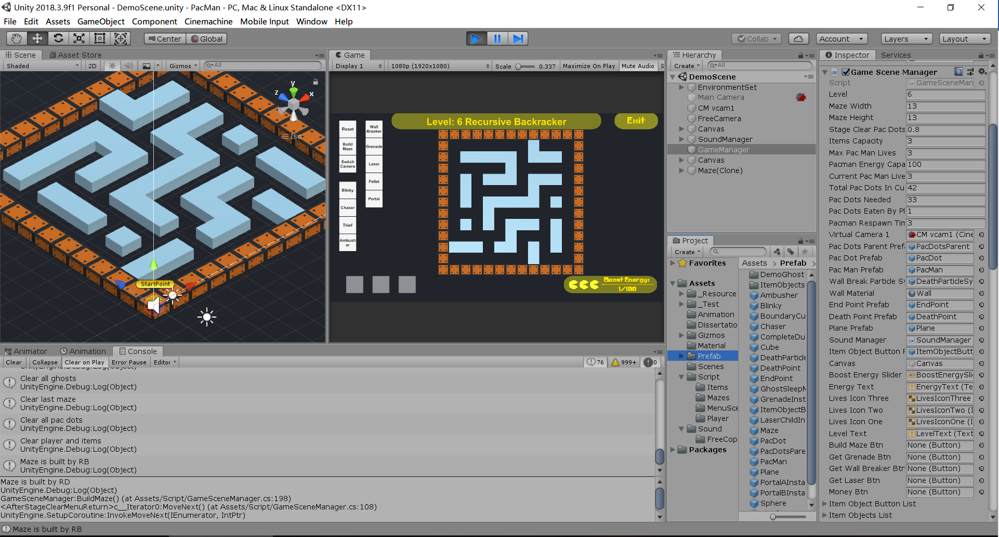 Unity 2018.3.9f1 Personal - DemoScene.unity - PacMan - PC, Mac & Linux Standalone <DX11>
File Edit Assets GameObject Component Cinemachine Mobile Input Window Help
Center Global
Collab Account Layers Layout
Scene Asset Store
Shaded 2D Gizmos All
y
z x
Iso
StartPoint
Game
Display 1 1080p (1920x1080) Scale 0.337 Maximize On Play Mute Audio S
Level: 6 Recursive Backracker
Exit
Reset
Build Maze
Switch Camera
Blinky
Chaser
Thief
Ambush
er
Wall Breaker
Grenade
Laser
Pellet
Portal
Boost Energy:
1/100
Hierarchy
Create All
DemoScene
EnvironmentSet
Main Camera
CM vcam1
FreeCamera
Canvas
SoundManager
GameManager
Canvas
Maze(Clone)
Project
Create
Favorites
Assets
_Resource
_Test
Animation
Dissertatio
Gizmos
Material
Prefab
Scenes
Script
Items
Mazes
MenuSce
Player
Sound
FreeCop
Packages
Assets Prefab
DemoGhost
ItemObjects
Ambusher
Blinky
BoundaryCu
Chaser
CompleteDu
Cube
DeathParticle
DeathPoint
EndPoint
GhostSleepM
GrenadeInst
ItemObjectB
LaserChildIn
Maze
PacDot
PacDotsPare
PacMan
Plane
PortalAInsta
PortalBInsta
Sphere
Inspector Services
Game Scene Manager
Script GameSceneMan
Level 6
Maze Width 13
Maze Height 13
Stage Clear Pac Dots 0.8
Items Capacity 3
Max Pac Man Lives 3
Pacman Energy Capa 100
Current Pac Man Live 3
Total Pac Dots In Cu 42
Pac Dots Needed 33
Pac Dots Eaten By Pl 1
Pacman Respawn Tim 3
Virtual Camera 1 CM vcam1 (Cine
Pac Dots Parent Pref PacDotsParent
Pac Dot Prefab PacDot
Pac Man Prefab PacMan
Wall Break Particle Sy DeathParticleSy
Wall Material Wall
End Point Prefab EndPoint
Death Point Prefab DeathPoint
Plane Prefab Plane
Sound Manager SoundManager
Item Object Button P ItemObjectButt
Canvas Canvas
Boost Energy Slider BoostEnergySli
Energy Text EnergyText (Te
Lives Icon Three LivesIconThree
Lives Icon Two LivesIconTwo (I
Lives Icon One LivesIconOne (I
Level Text LevelText (Text
Build Maze Btn None (Button)
Get Grenade Btn None (Button)
Get Wall Breaker Btn None (Button)
Get Laser Btn None (Button)
Money Btn None (Button)
Item Object Button List
Item Objects List
Animator Animation Console
Clear Collapse Clear on Play Error Pause Editor 76 999+ 0
UnityEngine.Debug:Log(Object)
Clear all ghosts
UnityEngine.Debug:Log(Object)
Clear last maze
UnityEngine.Debug:Log(Object)
Clear all pac dots
UnityEngine.Debug:Log(Object)
Clear player and items
UnityEngine.Debug:Log(Object)
Maze is built by RB
UnityEngine.Debug:Log(Object)
Maze is built by RD
UnityEngine.Debug:Log(Object)
GameSceneManager:BuildMaze() (at Assets/Script/GameSceneManager.cs:198)
<AfterStageClearMenuReturn>c__Iterator0:MoveNext() (at Assets/Script/GameSceneManager.cs:108)
UnityEngine.SetupCoroutine:InvokeMoveNext(IEnumerator, IntPtr)
Maze is built by RB